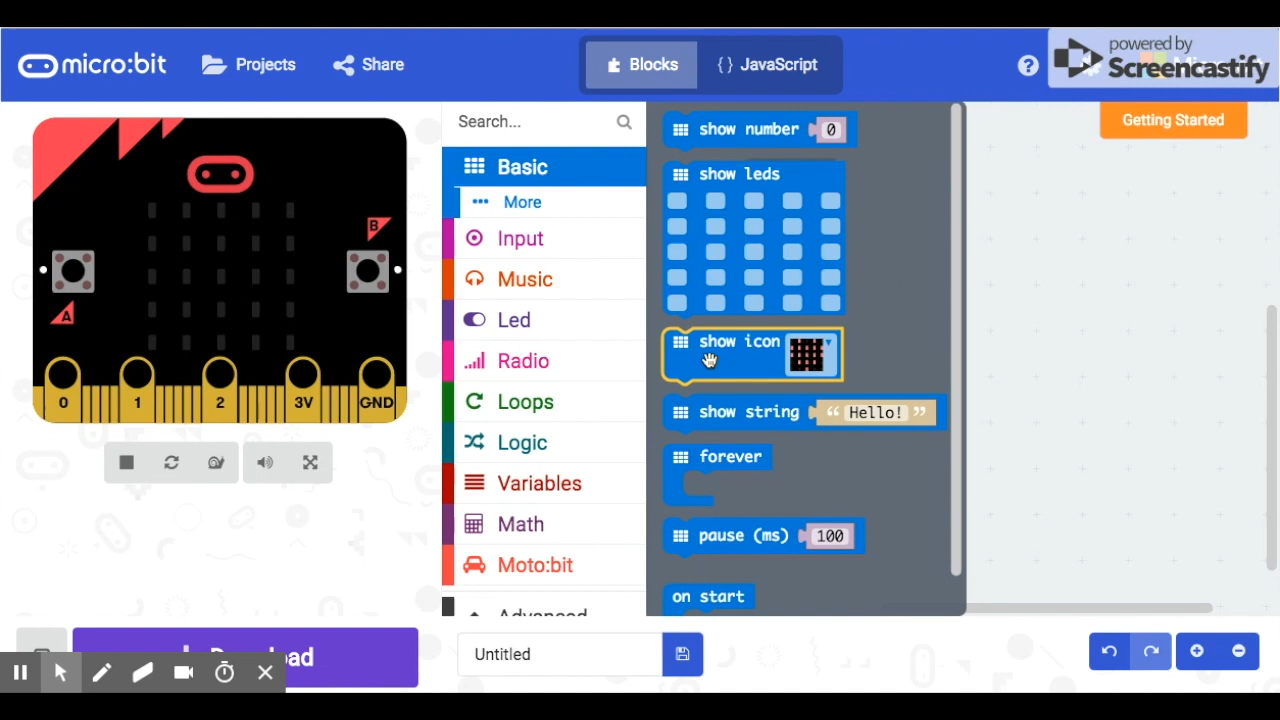 micro:bit
Projects
Share
Blocks
{ } JavaScript
?
powered by
Screencastify
Getting Started
Search...
Basic
More
Input
Music
Led
Radio
Loops
Logic
Variables
Math
Moto:bit
Advanced
show number 0
show leds
show icon
show string “ Hello! ”
forever
pause (ms) 100
on start
A
B
0 1 2 3V GND
Untitled